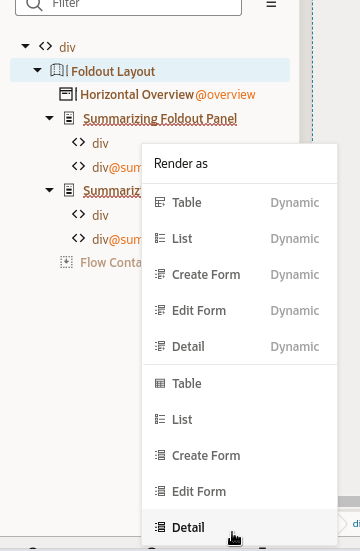 Filter
div
Foldout Layout
Horizontal Overview @overview
Summarizing Foldout Panel
div
div@sum
Summariz
div
div@sum
Flow Conta
Render as
Table Dynamic
List Dynamic
Create Form Dynamic
Edit Form Dynamic
Detail Dynamic
Table
List
Create Form
Edit Form
Detail
di